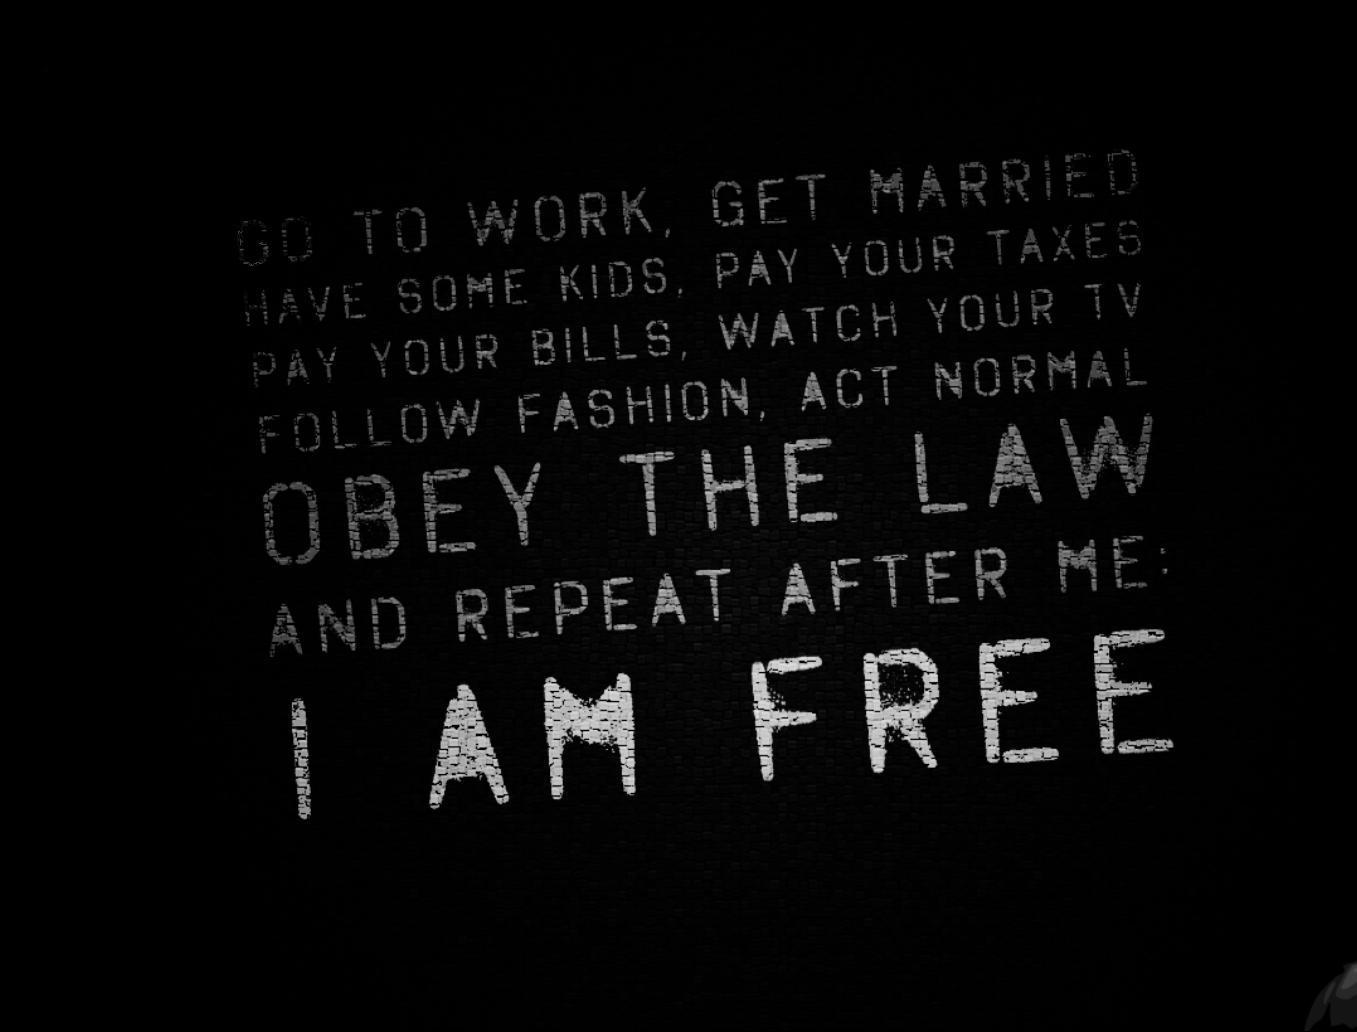 GO TO WORK, GET MARRIED
HAVE SOME KIDS, PAY YOUR TAXES
PAY YOUR BILLS, WATCH YOUR TV
FOLLOW FASHION, ACT NORMAL
OBEY THE LAW
AND REPEAT AFTER ME:
I AM FREE